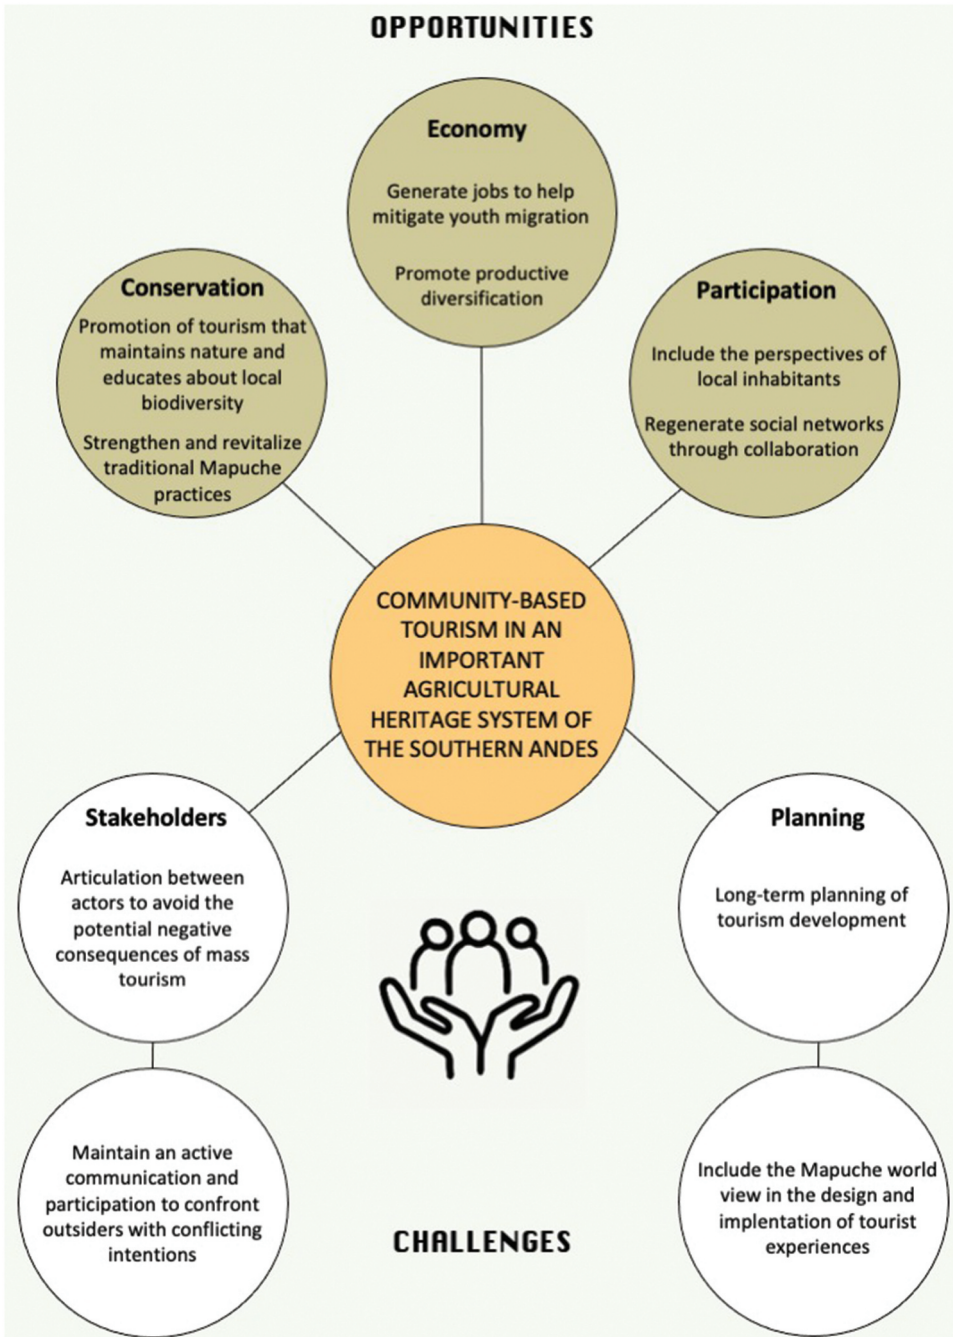 OPPORTUNITIES
Economy
Generate jobs to help
mitigate youth migration
Promote productive
diversification
Conservation
Promotion of tourism that
maintains nature and
educates about local
biodiversity
Strengthen and revitalize
traditional Mapuche
practices
Participation
Include the perspectives of
local inhabitants
Regenerate social networks
through collaboration
COMMUNITY-BASED
TOURISM IN AN
IMPORTANT
AGRICULTURAL
HERITAGE SYSTEM OF
THE SOUTHERN ANDES
Stakeholders
Articulation between
actors to avoid the
potential negative
consequences of mass
tourism
Planning
Long-term planning of
tourism development
Maintain an active
communication and
participation to confront
outsiders with conflicting
intentions
Include the Mapuche world
view in the design and
implentation of tourist
experiences
CHALLENGES